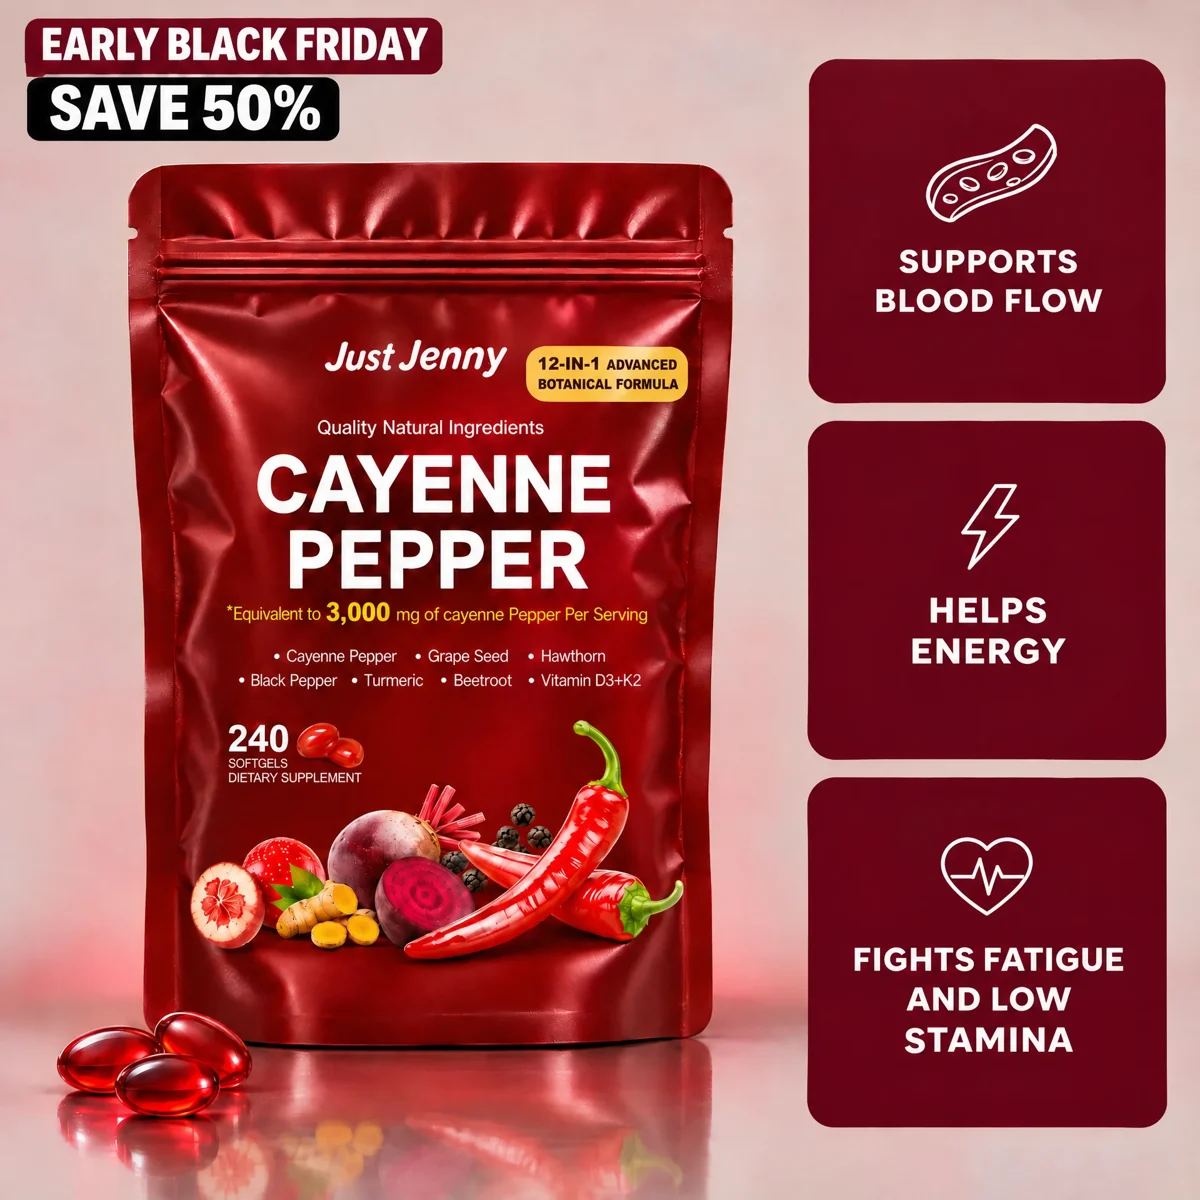 EARLY BLACK FRIDAY
SAVE 50%
Just Jenny
12-IN-1 ADVANCED
BOTANICAL FORMULA
Quality Natural Ingredients
CAYENNE
PEPPER
*Equivalent to 3,000 mg of cayenne Pepper Per Serving
• Cayenne Pepper • Grape Seed • Hawthorn
• Black Pepper • Turmeric • Beetroot • Vitamin D3+K2
240
SOFTGELS
DIETARY SUPPLEMENT
SUPPORTS
BLOOD FLOW
HELPS
ENERGY
FIGHTS FATIGUE
AND LOW
STAMINA